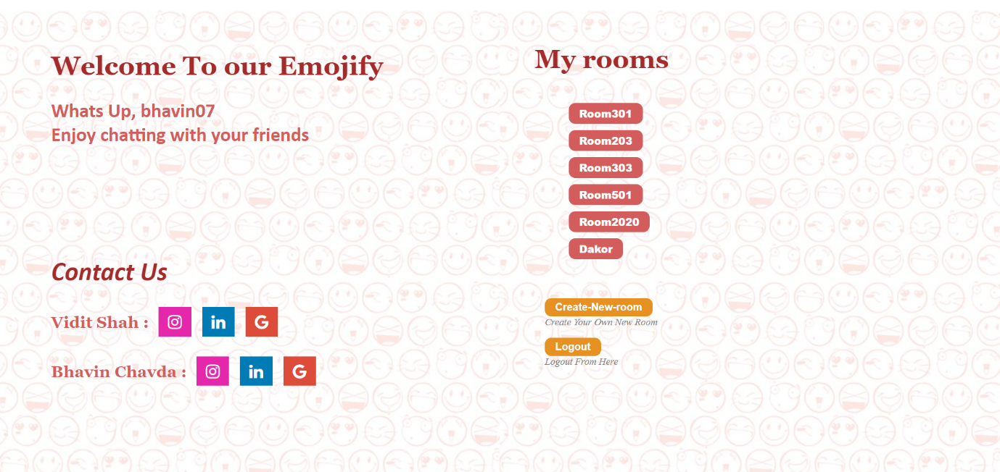 Welcome To our Emojify
Whats Up, bhavin07
Enjoy chatting with your friends
Contact Us
Vidit Shah :
Bhavin Chavda :
My rooms
Room301
Room203
Room303
Room501
Room2020
Dakor
Create-New-room
Create Your Own New Room
Logout
Logout From Here